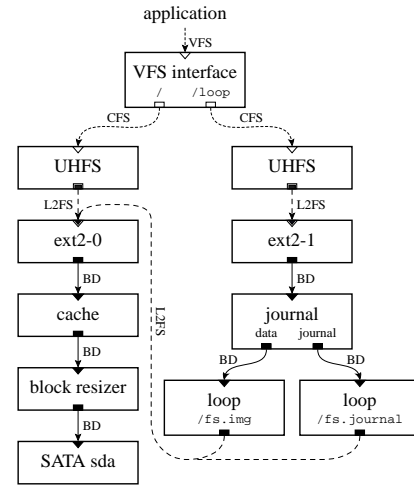 application
VFS
VFS interface
/ /loop
CFS CFS
UHFS UHFS
L2FS L2FS
ext2-0 ext2-1
BD BD
L2FS
cache journal
data journal
BD BD BD
block resizer loop loop
/fs.img /fs.journal
BD
SATA sda